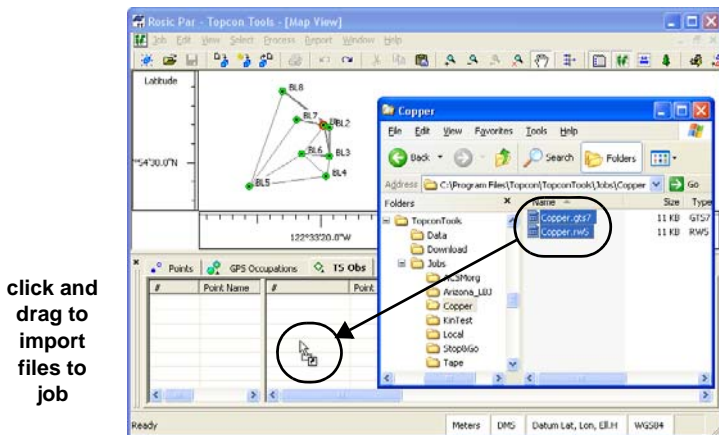 Rosic Par - Topcon Tools - [Map View]
Job Edit View Select Process Report Window Help
Latitude
BL8
BL7
BL2
BL6
BL3
BL5
BL4
°54'30.0"N
122°33'20.0"W
Points
GPS Occupations
TS Obs
# Point Name
# Point
Ready
Meters DMS Datum Lat, Lon, Ell.H WGS84
click and
drag to
import
files to
job
Copper
File Edit View Favorites Tools Help
Back
Search
Folders
Address C:\Program Files\Topcon\TopconTools\Jobs\Copper Go
Folders x
Name Size Type
TopconTools
Data
Download
Jobs
Arizona_LBJ
Copper
KinTest
Local
Stop&Go
Tape
Copper.gts7 11 KB GTS7
Copper.rw5 11 KB RW5